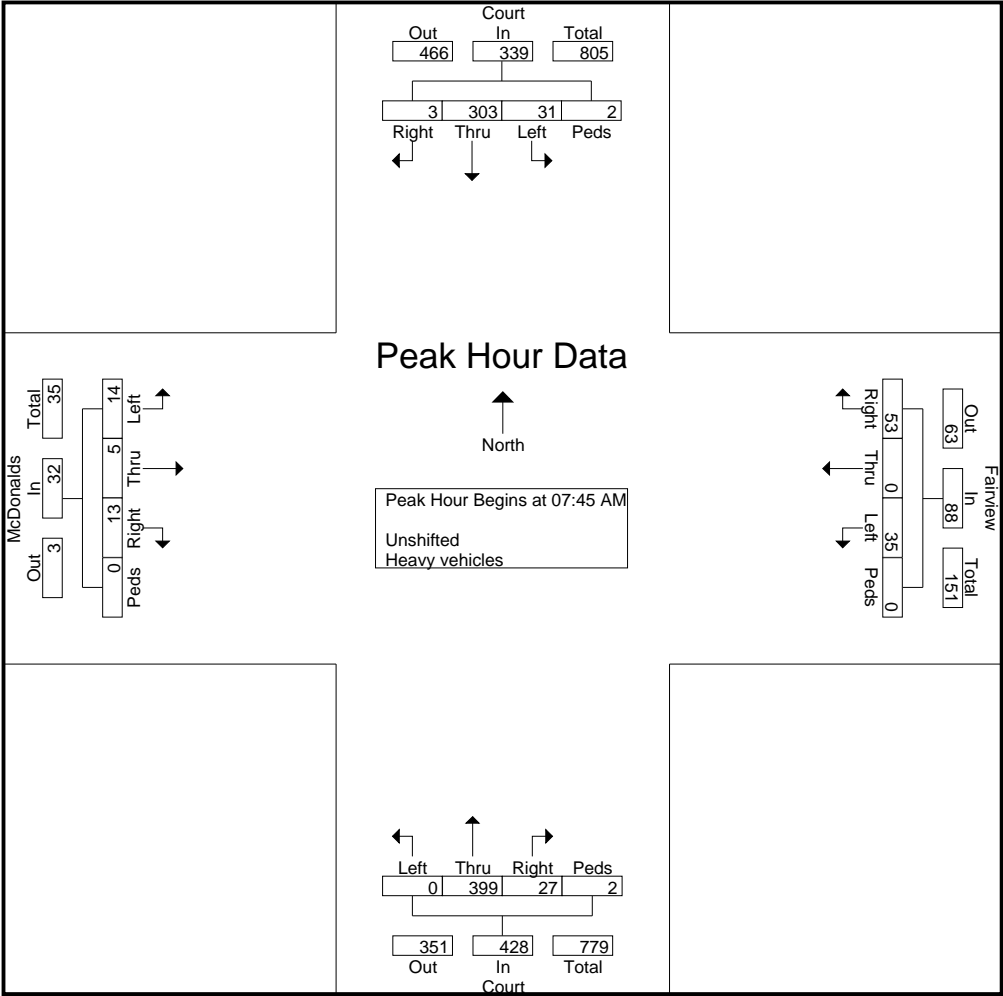 Court
Out In Total
466 339 805
3 303 31 2
Right Thru Left Peds
Peak Hour Data
North
Peak Hour Begins at 07:45 AM
Unshifted
Heavy vehicles
McDonalds
Total In Out
35 32 3
14 5 13 0
Left Thru Right Peds
Fairview
Out In Total
63 88 151
53 0 35 0
Right Thru Left Peds
Left Thru Right Peds
0 399 27 2
351 428 779
Out In Total
Court